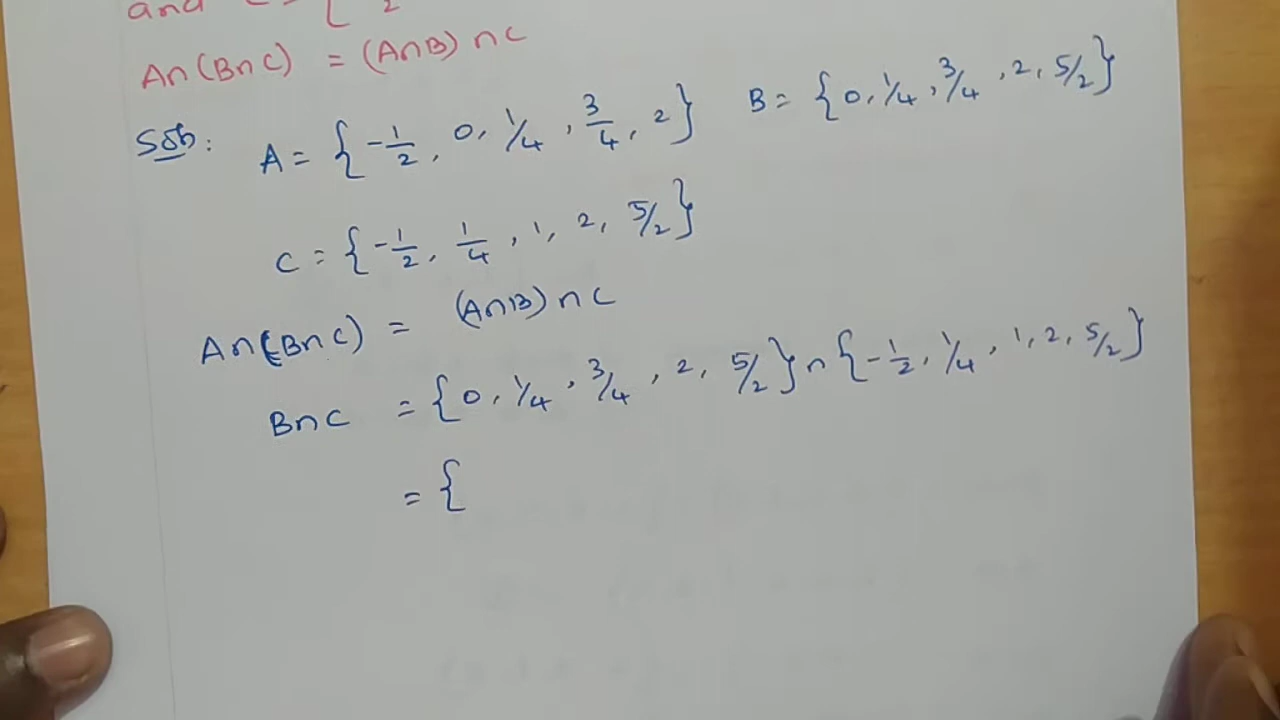 and C = { 2
A∩(B∩C) = (A∩B)∩C
Soln: A = {-1/2, 0, 1/4, 3/4, 2} B = {0, 1/4, 3/4, 2, 5/2}
C = {-1/2, 1/4, 1, 2, 5/2}
A∩(B∩C) = (A∩B)∩C
B∩C = {0, 1/4, 3/4, 2, 5/2}∩{-1/2, 1/4, 1, 2, 5/2}
= {